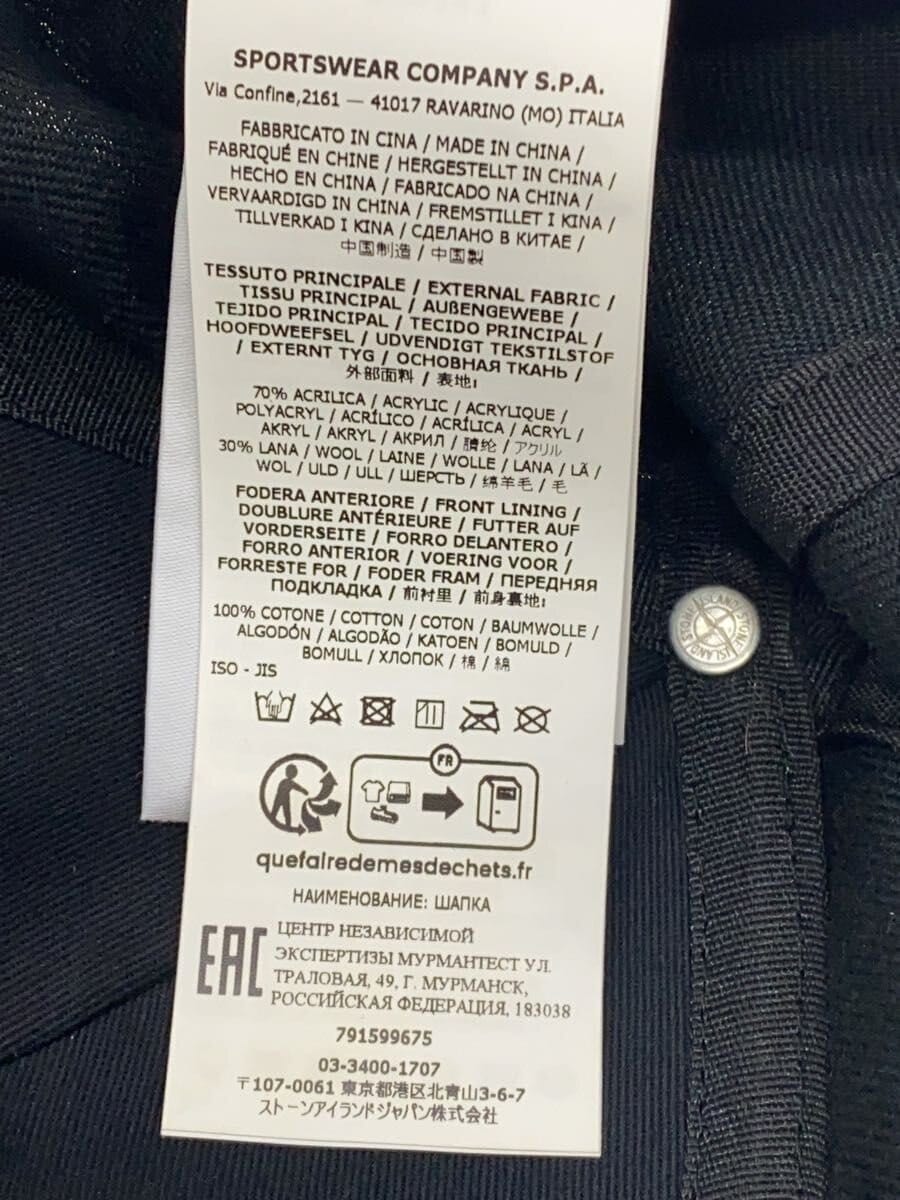 SPORTSWEAR COMPANY S.P.A.
Via Confine,2161 — 41017 RAVARINO (MO) ITALIA
FABBRICATO IN CINA / MADE IN CHINA /
FABRIQUÉ EN CHINE / HERGESTELLT IN CHINA /
HECHO EN CHINA / FABRICADO NA CHINA /
VERVAARDIGD IN CHINA / FREMSTILLET I KINA /
TILLVERKAD I KINA / СДЕЛАНО В КИТАЕ /
中国制造 / 中国製
TESSUTO PRINCIPALE / EXTERNAL FABRIC /
TISSU PRINCIPAL / AUßENGEWEBE /
TEJIDO PRINCIPAL / TECIDO PRINCIPAL /
HOOFDWEEFSEL / UDVENDIGT TEKSTILSTOF
/ EXTERNT TYG / ОСНОВНАЯ ТКАНЬ /
外部面料 / 表地:
70% ACRILICA / ACRYLIC / ACRYLIQUE /
POLYACRYL / ACRÍLICO / ACRÍLICA / ACRYL /
AKRYL / AKRYL / АКРИЛ / 腈纶 / アクリル
30% LANA / WOOL / LAINE / WOLLE / LANA / LÃ /
WOL / ULD / ULL / ШЕРСТЬ / 绵羊毛 / 毛
FODERA ANTERIORE / FRONT LINING /
DOUBLURE ANTÉRIEURE / FUTTER AUF
VORDERSEITE / FORRO DELANTERO /
FORRO ANTERIOR / VOERING VOOR /
FORRESTE FOR / FODER FRAM / ПЕРЕДНЯЯ
ПОДКЛАДКА / 前衬里 / 前身裏地:
100% COTONE / COTTON / COTON / BAUMWOLLE /
ALGODÓN / ALGODÃO / KATOEN / BOMULD /
BOMULL / ХЛОПОК / 棉 / 綿
ISO - JIS
FR
quefairedemesdechets.fr
НАИМЕНОВАНИЕ: ШАПКА
EAC
ЦЕНТР НЕЗАВИСИМОЙ
ЭКСПЕРТИЗЫ МУРМАНТЕСТ УЛ.
ТРАЛОВАЯ, 49, Г. МУРМАНСК,
РОССИЙСКАЯ ФЕДЕРАЦИЯ, 183038
791599675
03-3400-1707
〒107-0061 東京都港区北青山3-6-7
ストーンアイランドジャパン株式会社
STONE ISLAND STONE ISLAND